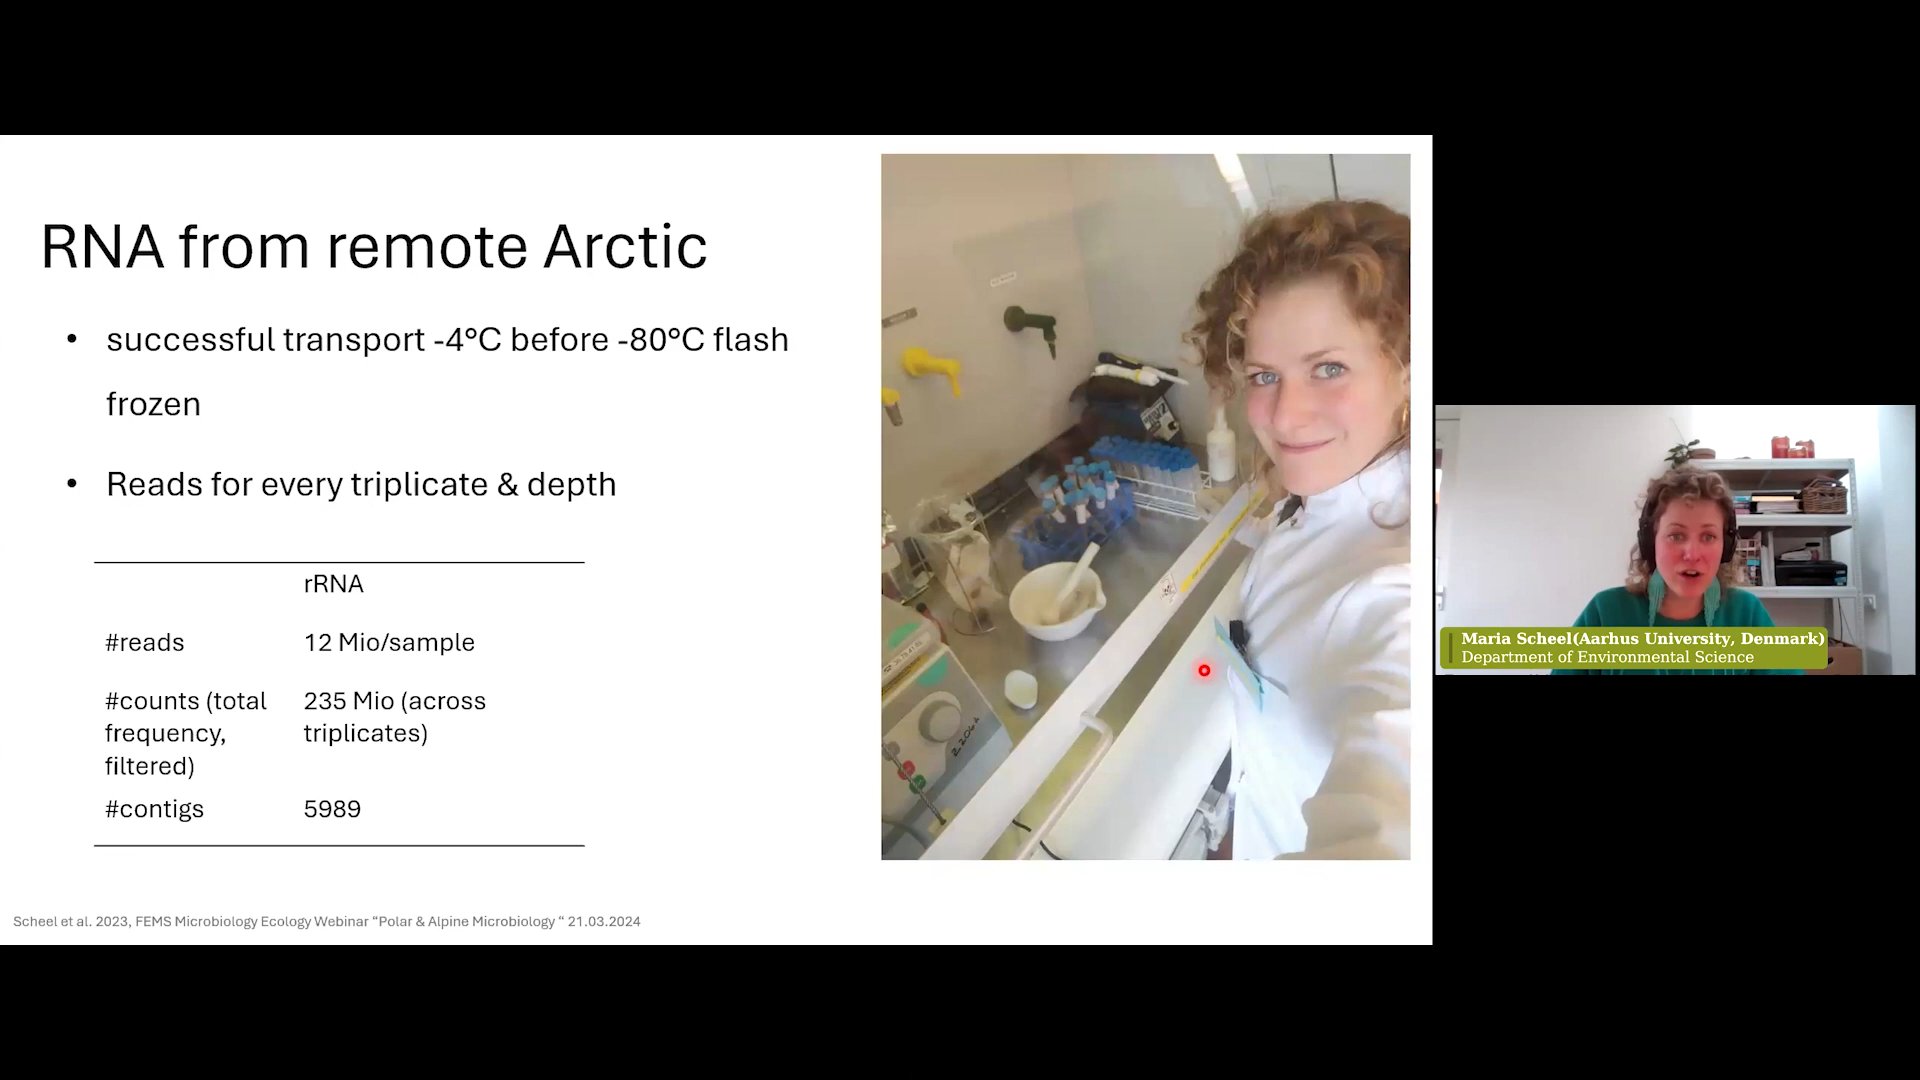 RNA from remote Arctic
• successful transport -4°C before -80°C flash
frozen
• Reads for every triplicate & depth
rRNA
#reads 12 Mio/sample
#counts (total 235 Mio (across
frequency, triplicates)
filtered)
#contigs 5989
Scheel et al. 2023, FEMS Microbiology Ecology Webinar “Polar & Alpine Microbiology “ 21.03.2024
Maria Scheel(Aarhus University, Denmark)
Department of Environmental Science